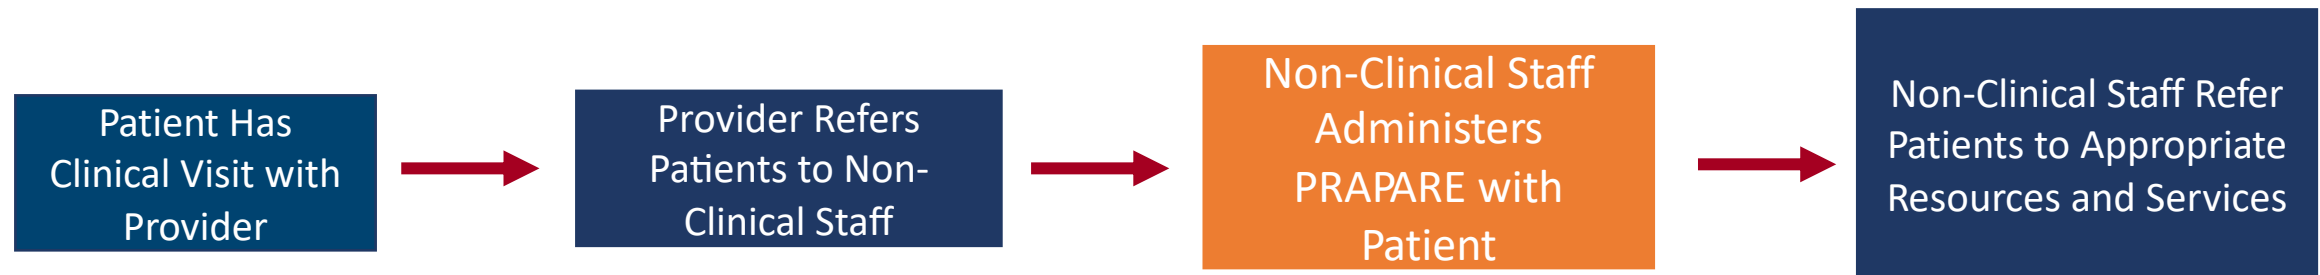 Patient Has
Clinical Visit with
Provider
Provider Refers
Patients to Non-
Clinical Staff
Non-Clinical Staff
Administers
PRAPARE with
Patient
Non-Clinical Staff Refer
Patients to Appropriate
Resources and Services